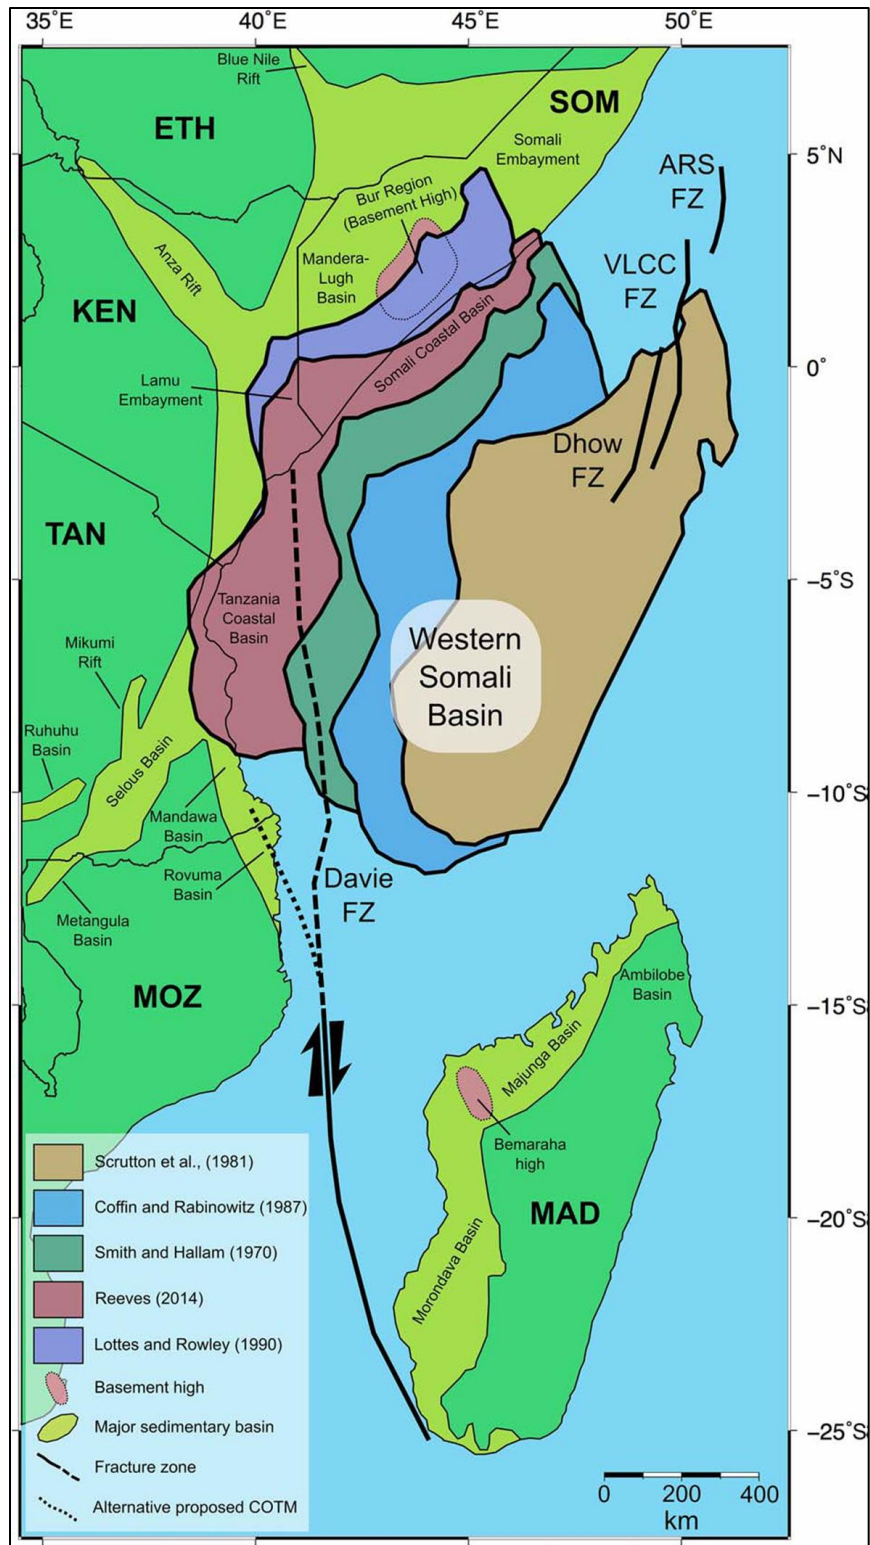 35°E 40°E 45°E 50°E
Blue Nile
Rift
ETH
SOM
Somali
Embayment
5°N
ARS
FZ
Bur Region
(Basement High)
Anza Rift
Mandera-
Lugh
Basin
VLCC
FZ
KEN
Somali Coastal Basin
0°
Lamu
Embayment
Dhow
FZ
TAN
−5°S
Tanzania
Coastal
Basin
Western
Somali
Basin
Mikumi
Rift
Ruhuhu
Basin
Selous Basin
−10°S
Mandawa
Basin
Rovuma
Basin
Davie
FZ
Metangula
Basin
MOZ
Ambilobe
Basin
−15°S
Majunga Basin
Bemaraha
high
MAD
−20°S
Morondava Basin
−25°S
Scrutton et al., (1981)
Coffin and Rabinowitz (1987)
Smith and Hallam (1970)
Reeves (2014)
Lottes and Rowley (1990)
Basement high
Major sedimentary basin
Fracture zone
Alternative proposed COTM
0 200 400
km